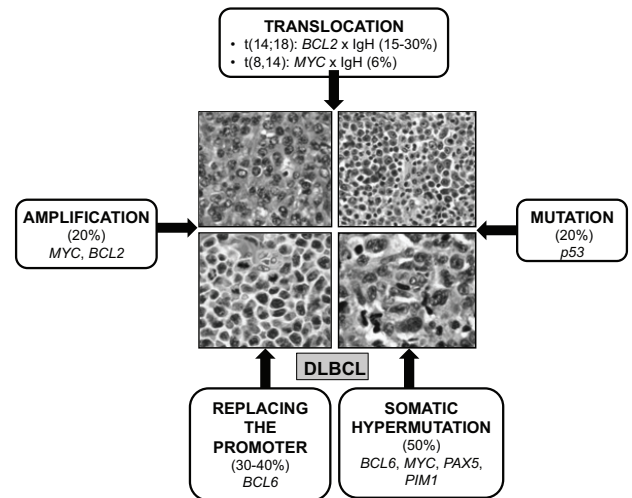 TRANSLOCATION
• t(14;18): BCL2 x IgH (15-30%)
• t(8,14): MYC x IgH (6%)
AMPLIFICATION
(20%)
MYC, BCL2
MUTATION
(20%)
p53
DLBCL
REPLACING
THE
PROMOTER
(30-40%)
BCL6
SOMATIC
HYPERMUTATION
(50%)
BCL6, MYC, PAX5,
PIM1